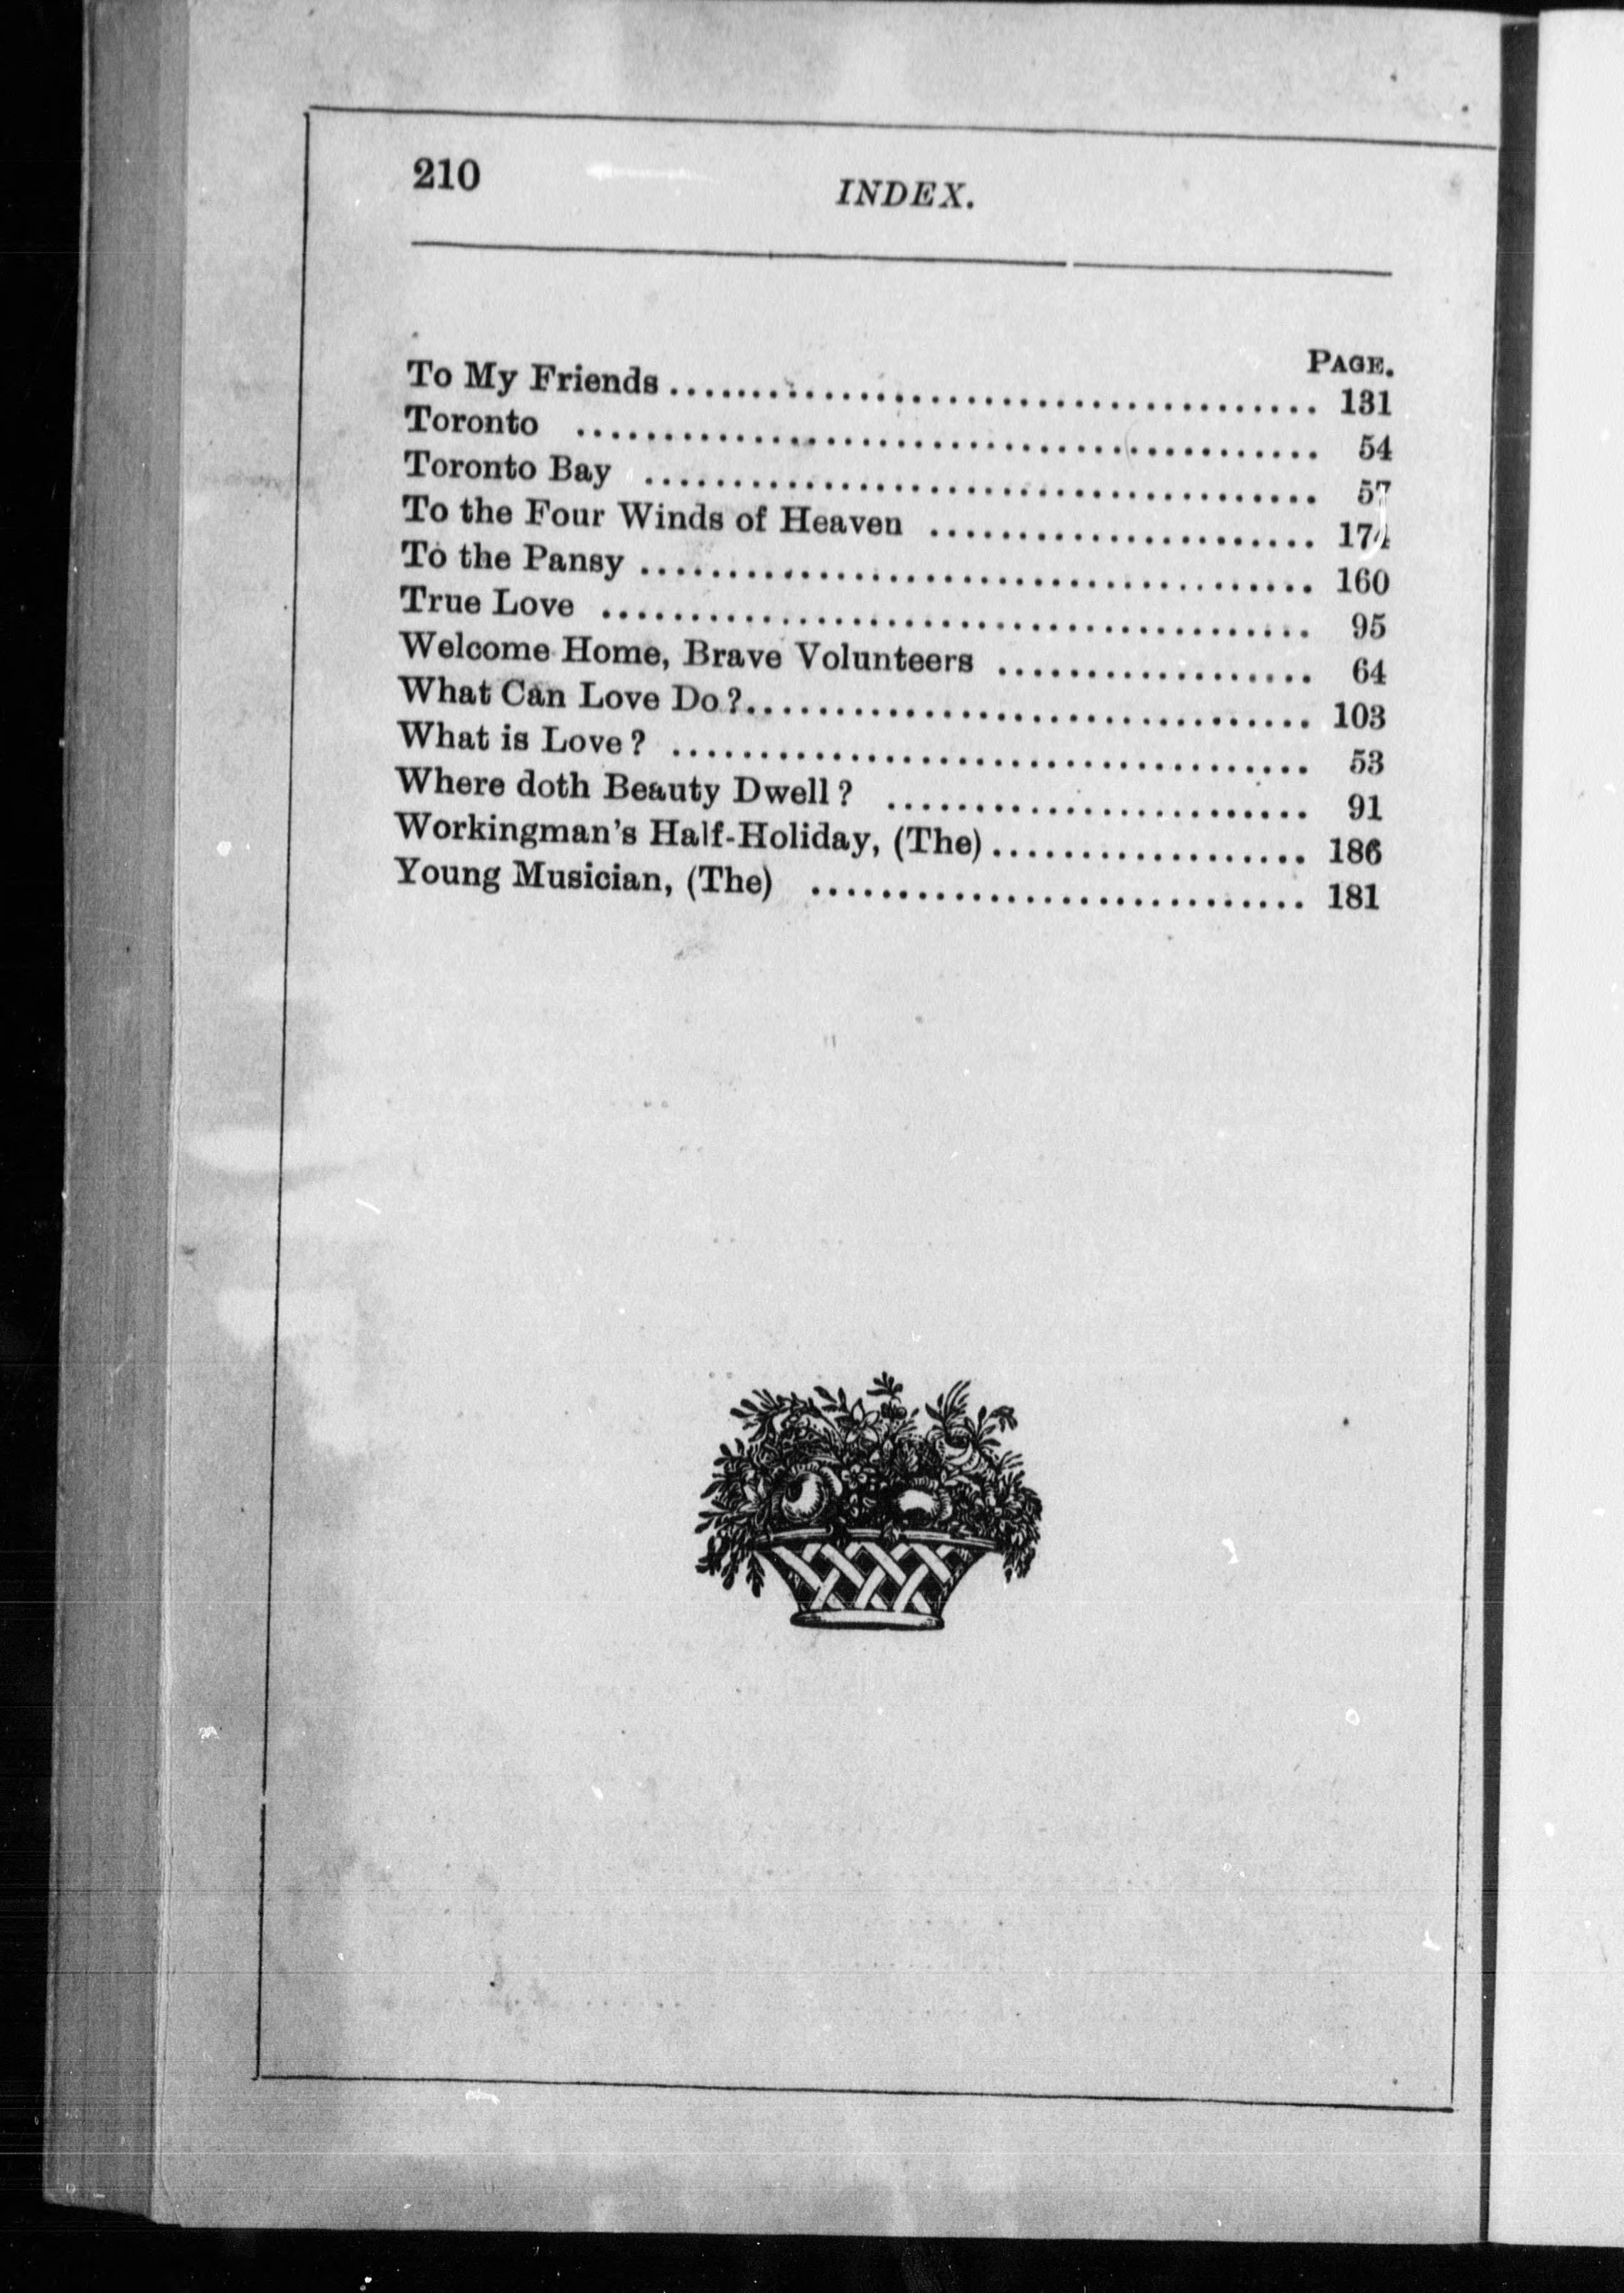 210
INDEX.
PAGE.
To My Friends........................................ 131
Toronto ........................................ 54
Toronto Bay ........................................ 57
To the Four Winds of Heaven ...................... 174
To the Pansy ........................................ 160
True Love ........................................ 95
Welcome Home, Brave Volunteers .................. 64
What Can Love Do?................................ 103
What is Love? .................................... 53
Where doth Beauty Dwell? ........................ 91
Workingman's Half-Holiday, (The).................. 186
Young Musician, (The) ............................ 181